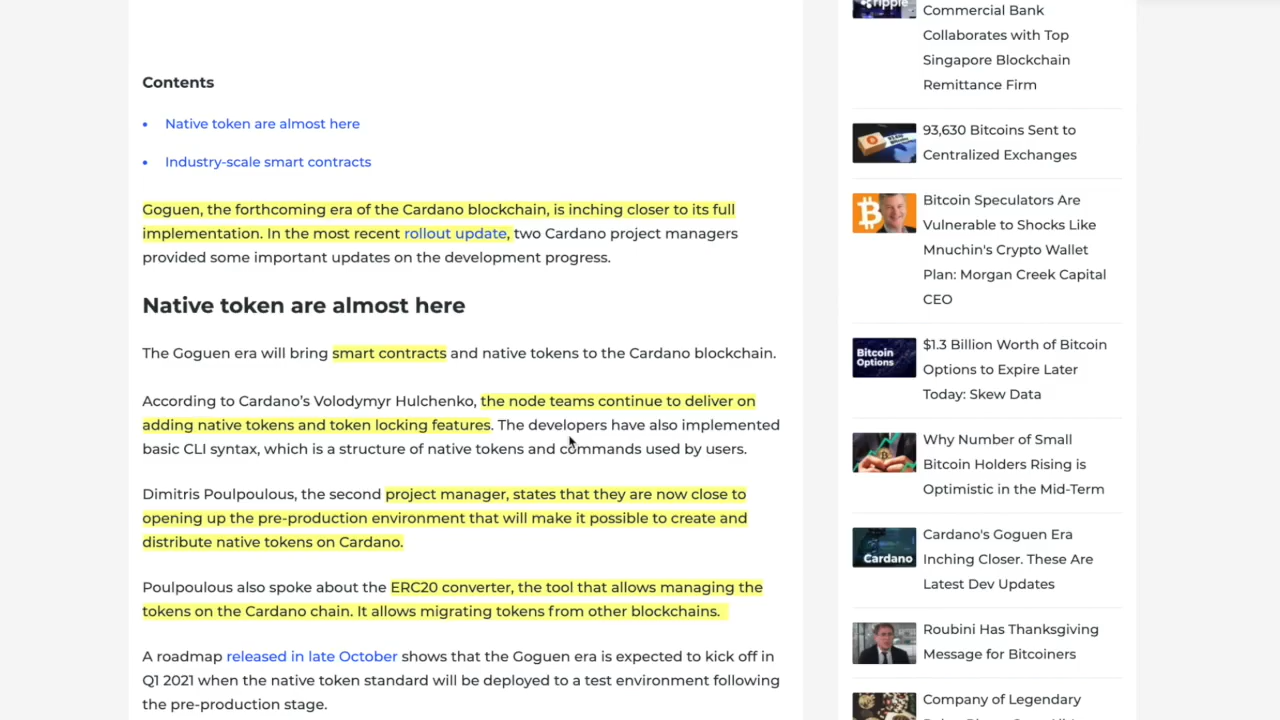 Contents
Native token are almost here
Industry-scale smart contracts
Goguen, the forthcoming era of the Cardano blockchain, is inching closer to its full
implementation. In the most recent rollout update, two Cardano project managers
provided some important updates on the development progress.
Native token are almost here
The Goguen era will bring smart contracts and native tokens to the Cardano blockchain.
According to Cardano’s Volodymyr Hulchenko, the node teams continue to deliver on
adding native tokens and token locking features. The developers have also implemented
basic CLI syntax, which is a structure of native tokens and commands used by users.
Dimitris Poulpoulous, the second project manager, states that they are now close to
opening up the pre-production environment that will make it possible to create and
distribute native tokens on Cardano.
Poulpoulous also spoke about the ERC20 converter, the tool that allows managing the
tokens on the Cardano chain. It allows migrating tokens from other blockchains.
A roadmap released in late October shows that the Goguen era is expected to kick off in
Q1 2021 when the native token standard will be deployed to a test environment following
the pre-production stage.
ripple
Commercial Bank
Collaborates with Top
Singapore Blockchain
Remittance Firm
93,630 Bitcoins Sent to
Centralized Exchanges
Bitcoin Speculators Are
Vulnerable to Shocks Like
Mnuchin's Crypto Wallet
Plan: Morgan Creek Capital
CEO
Bitcoin
Options
$1.3 Billion Worth of Bitcoin
Options to Expire Later
Today: Skew Data
Why Number of Small
Bitcoin Holders Rising is
Optimistic in the Mid-Term
Cardano
Cardano's Goguen Era
Inching Closer. These Are
Latest Dev Updates
Roubini Has Thanksgiving
Message for Bitcoiners
Company of Legendary